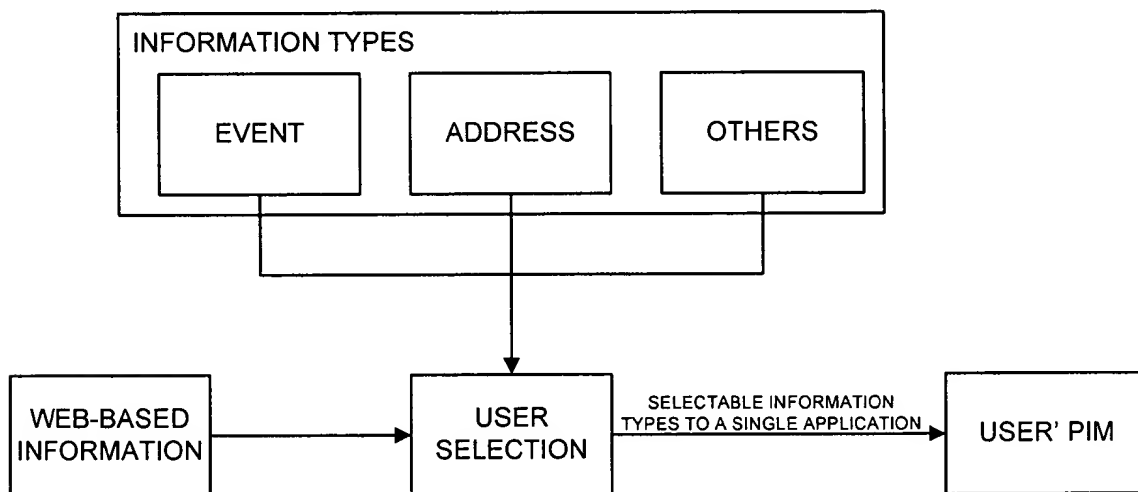 INFORMATION TYPES
EVENT
ADDRESS
OTHERS
WEB-BASED
INFORMATION
USER
SELECTION
SELECTABLE INFORMATION
TYPES TO A SINGLE APPLICATION
USER' PIM